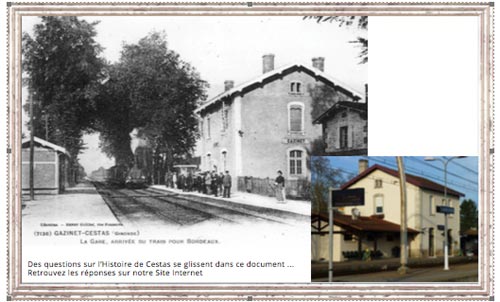 GAZINET
(7136) GAZINET-CESTAS (GIRONDE)
LA GARE, ARRIVÉE DU TRAIN POUR BORDEAUX.
Des questions sur l'Histoire de Cestas se glissent dans ce document ...
Retrouvez les réponses sur notre Site Internet